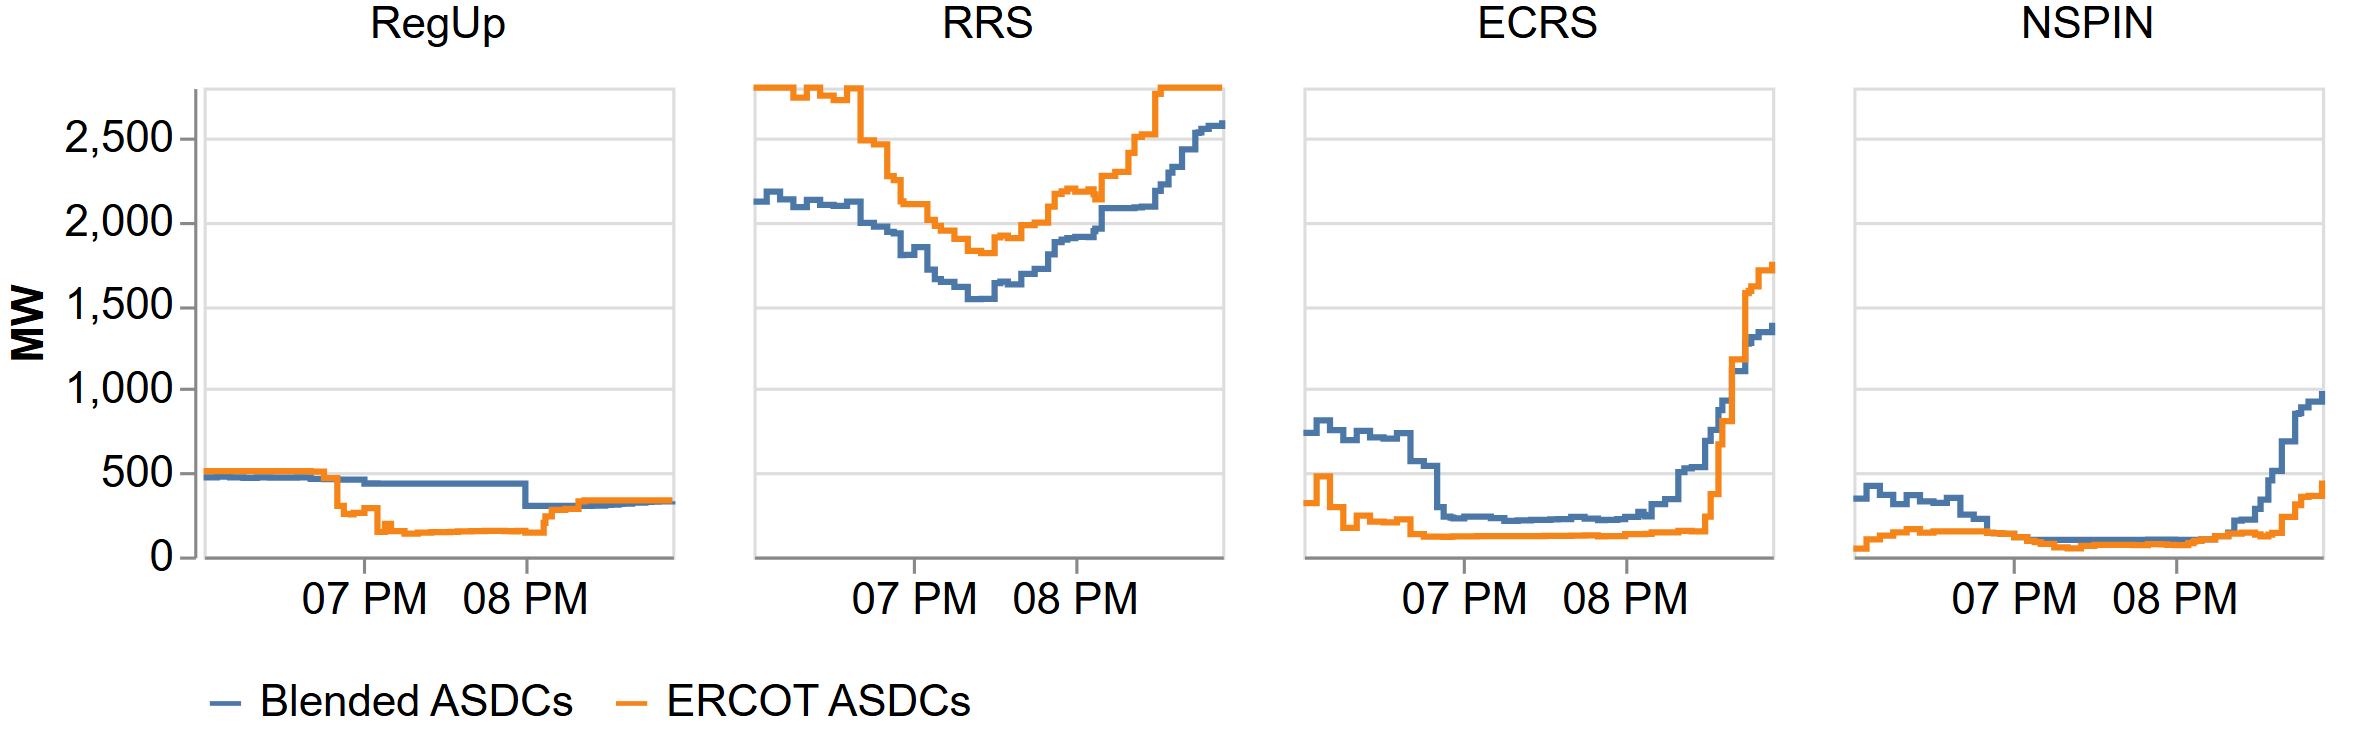 RegUp RRS ECRS NSPIN
MW
2,500
2,000
1,500
1,000
500
0
07 PM 08 PM 07 PM 08 PM 07 PM 08 PM 07 PM 08 PM
Blended ASDCs ERCOT ASDCs